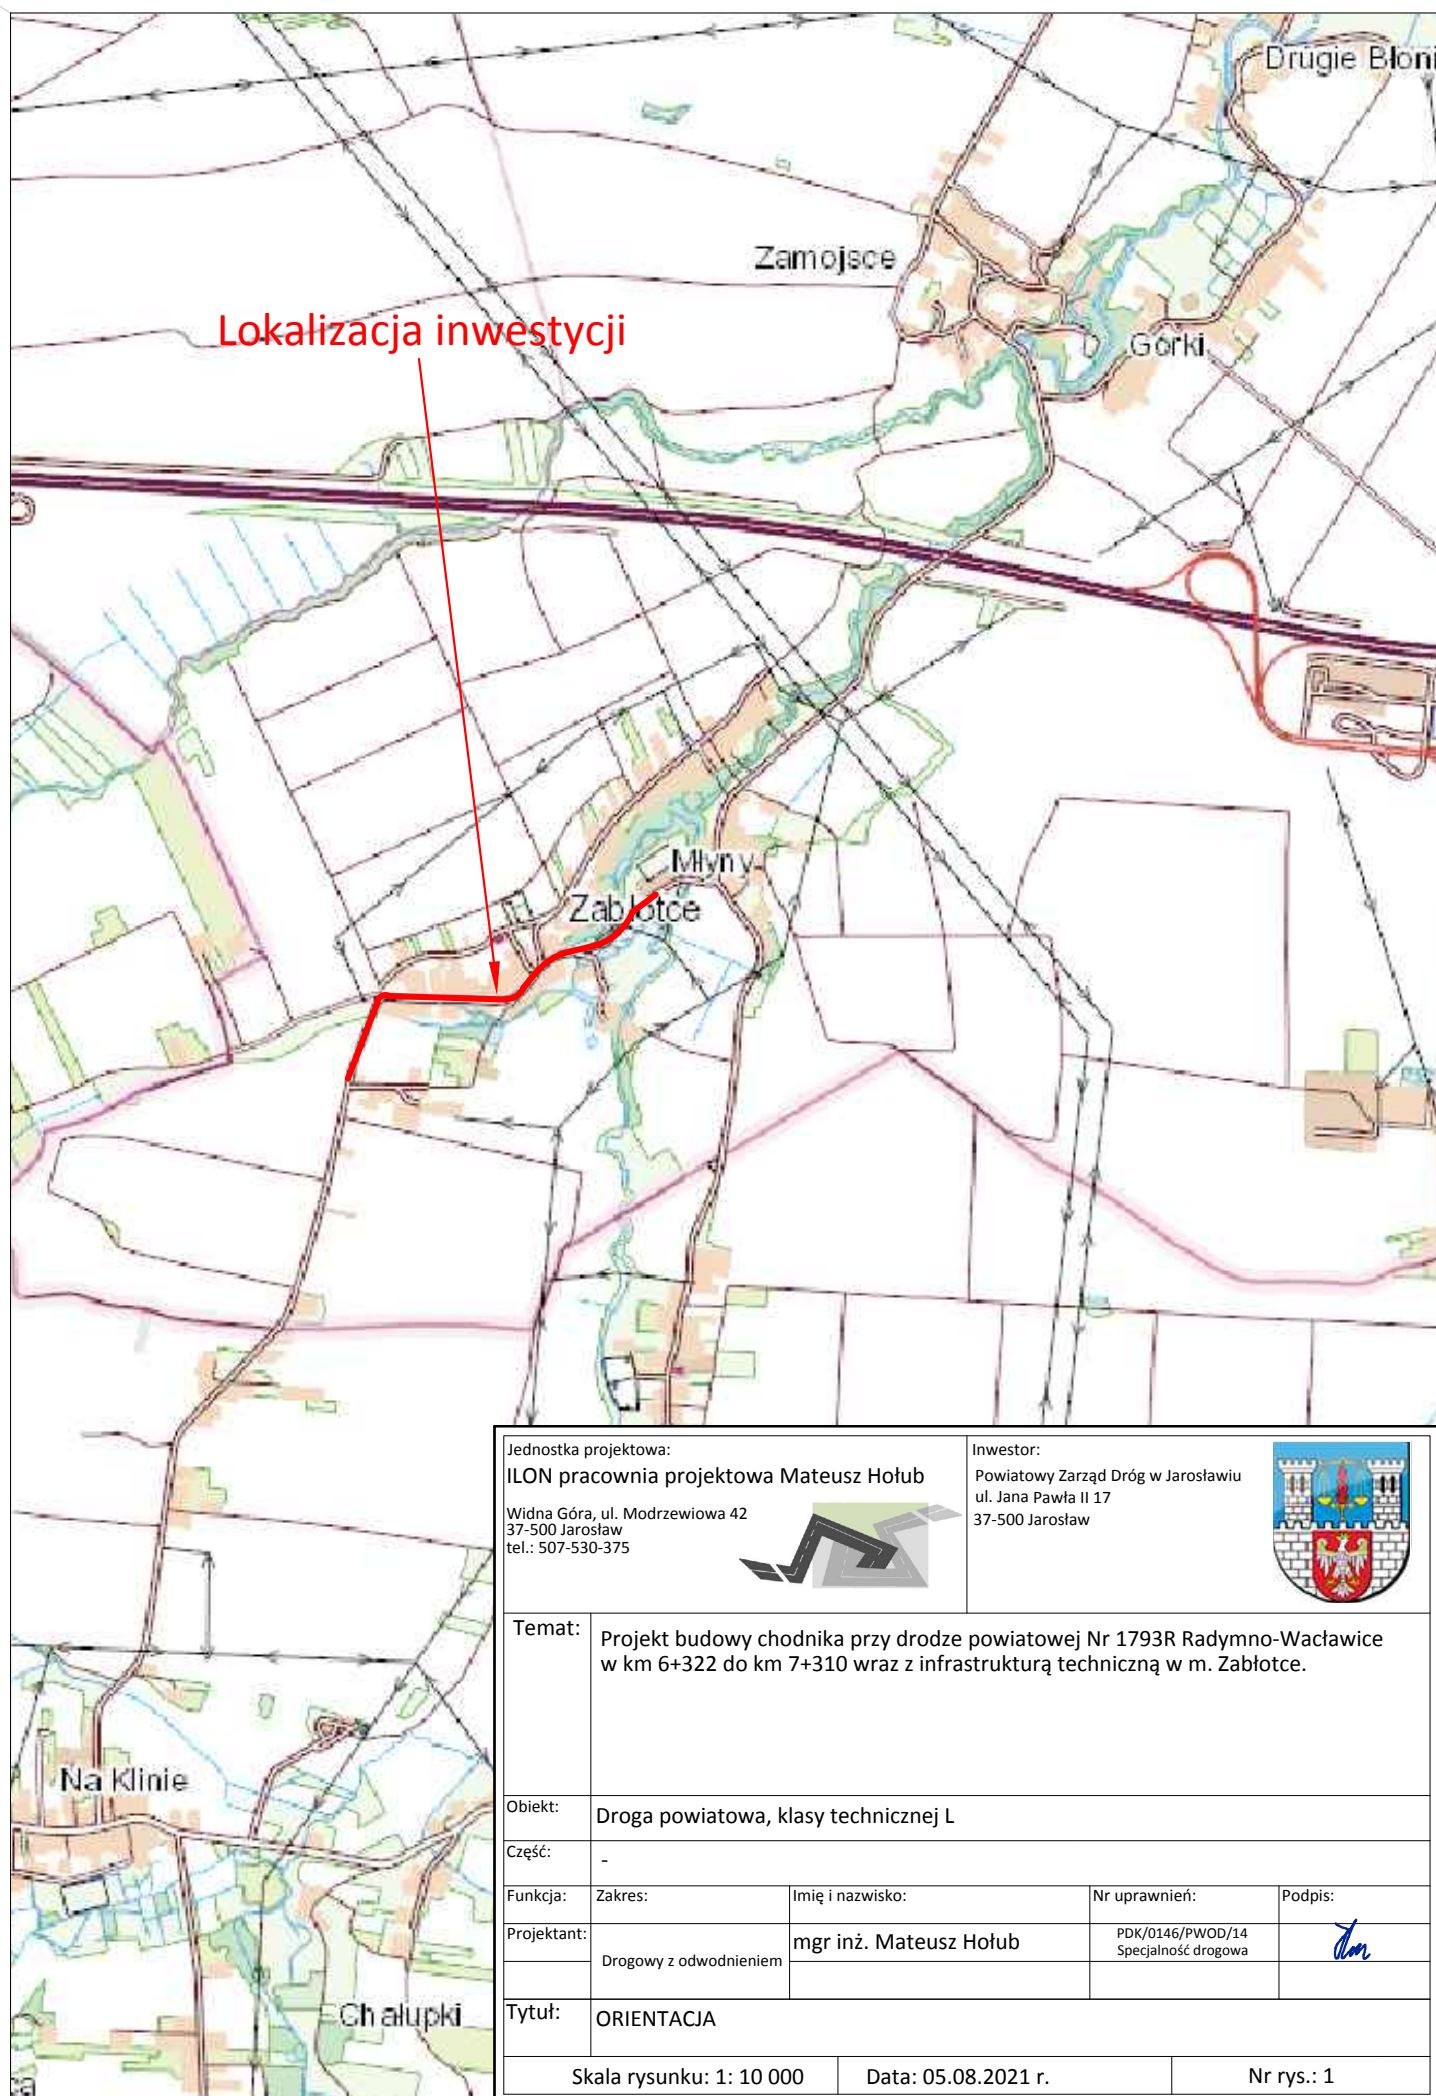 Drugie Błoni
Zamojsce
Lokalizacja inwestycji
Górki
Młyny
Zabłotce
Jednostka projektowa:
ILON pracownia projektowa Mateusz Hołub
Widna Góra, ul. Modrzewiowa 42
37-500 Jarosław
tel.: 507-530-375
Inwestor:
Powiatowy Zarząd Dróg w Jarosławiu
ul. Jana Pawła II 17
37-500 Jarosław
Temat:
Projekt budowy chodnika przy drodze powiatowej Nr 1793R Radymno-Wacławice
w km 6+322 do km 7+310 wraz z infrastrukturą techniczną w m. Zabłotce.
Na Klinie
Obiekt:
Droga powiatowa, klasy technicznej L
Część:
-
Funkcja:
Zakres:
Imię i nazwisko:
Nr uprawnień:
Podpis:
Projektant:
Drogowy z odwodnieniem
mgr inż. Mateusz Hołub
PDK/0146/PWOD/14
Specjalność drogowa
Chałupki
Tytuł:
ORIENTACJA
Skala rysunku: 1: 10 000
Data: 05.08.2021 r.
Nr rys.: 1